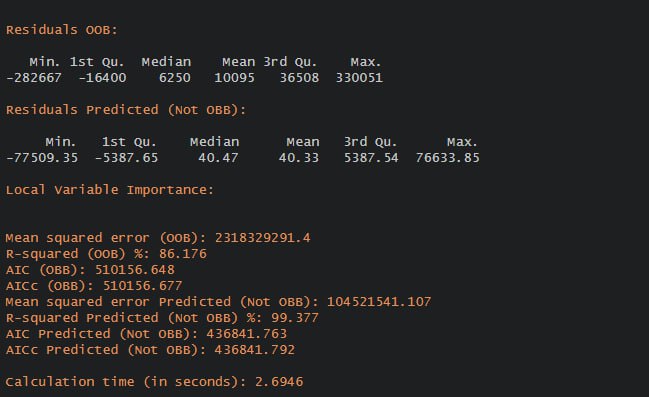 Residuals OOB:
Min. 1st Qu. Median Mean 3rd Qu. Max.
-282667 -16400 6250 10095 36508 330051
Residuals Predicted (Not OBB):
Min. 1st Qu. Median Mean 3rd Qu. Max.
-77509.35 -5387.65 40.47 40.33 5387.54 76633.85
Local Variable Importance:
Mean squared error (OOB): 2318329291.4
R-squared (OOB) %: 86.176
AIC (OBB): 510156.648
AICc (OBB): 510156.677
Mean squared error Predicted (Not OBB): 104521541.107
R-squared Predicted (Not OBB) %: 99.377
AIC Predicted (Not OBB): 436841.763
AICc Predicted (Not OBB): 436841.792
Calculation time (in seconds): 2.6946